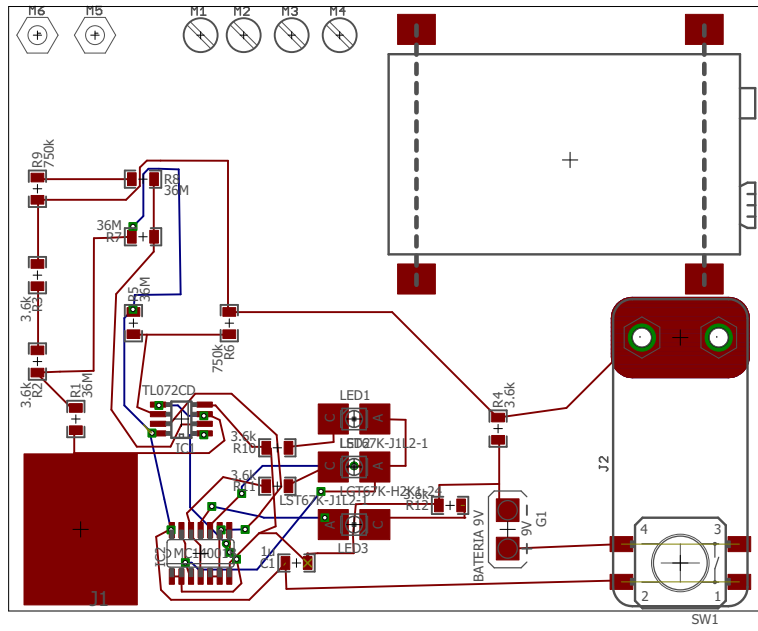 M6
M5
M1
M2
M3
M4
R9
750k
R8
36M
36M
R7
R3
3.6k
R5
36M
750k
R6
R2
3.6k
R1
36M
TL072CD
IC1
LED1
LST67K-J1L2-1
3.6k
R10
3.6k
R11
LST67K-J1L2-1
LGT67K-H2K1-24
3.6k
R12
LED3
R4
3.6k
C
A
C
A
A
C
IC2
1u
C1
BATERIA 9V
9V
G1
J2
J1
4
3
2
1
SW1